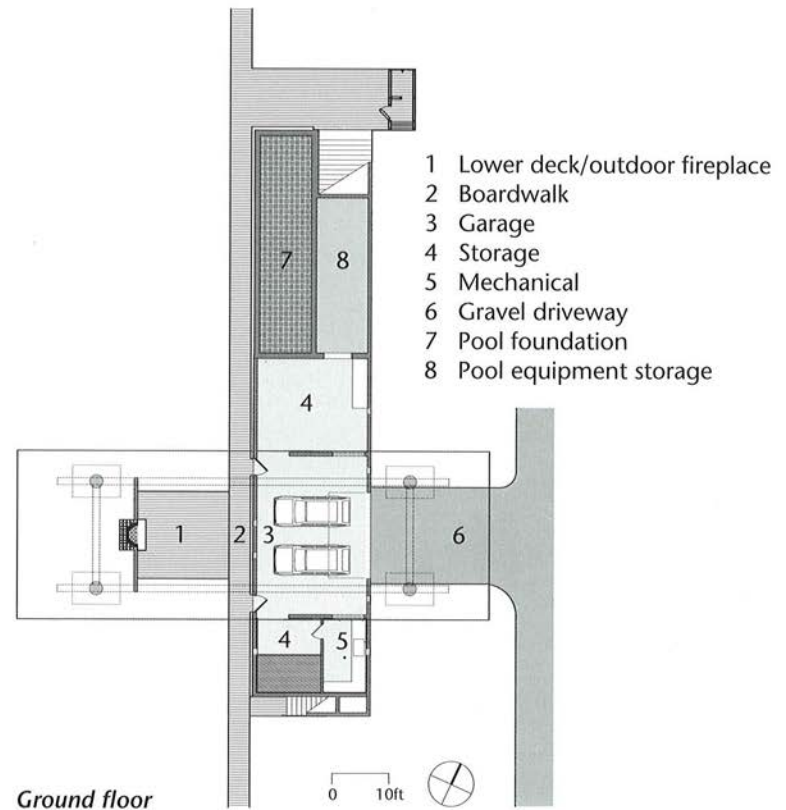 1 Lower deck/outdoor fireplace
2 Boardwalk
3 Garage
4 Storage
5 Mechanical
6 Gravel driveway
7 Pool foundation
8 Pool equipment storage
7
8
4
1
2
3
6
4
5
Ground floor
0 10ft